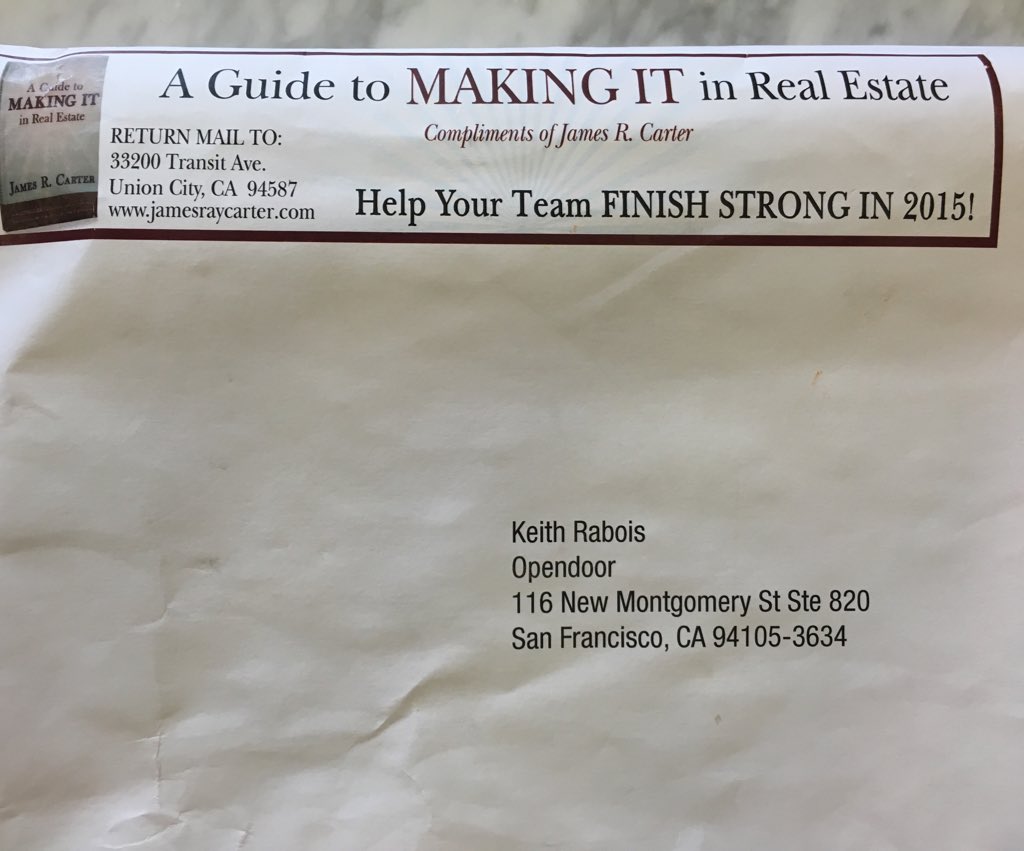 A Guide to
MAKING IT
in Real Estate
JAMES R. CARTER
A Guide to MAKING IT in Real Estate
Compliments of James R. Carter
RETURN MAIL TO:
33200 Transit Ave.
Union City, CA 94587
www.jamesraycarter.com
Help Your Team FINISH STRONG IN 2015!
Keith Rabois
Opendoor
116 New Montgomery St Ste 820
San Francisco, CA 94105-3634